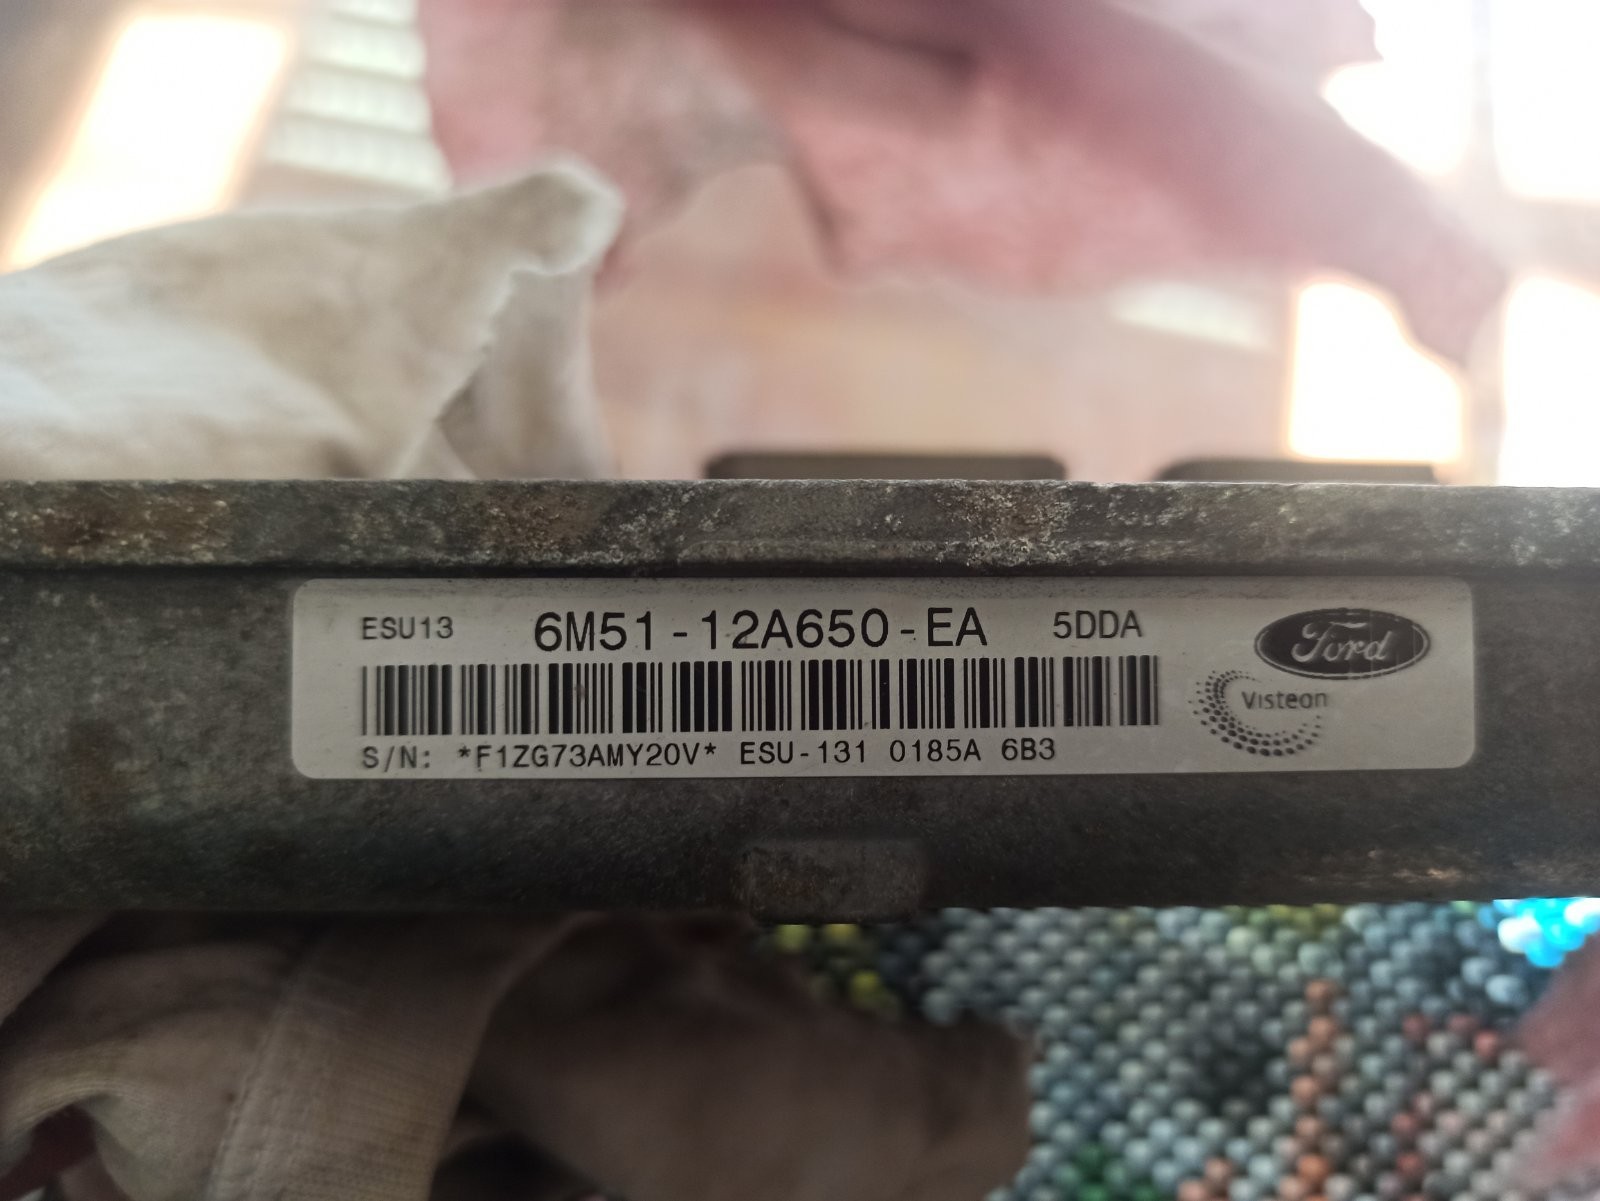 ESU13 6M51-12A650-EA 5DDA
Ford
Visteon
S/N: *F1ZG73AMY20V* ESU-131 0185A 6B3